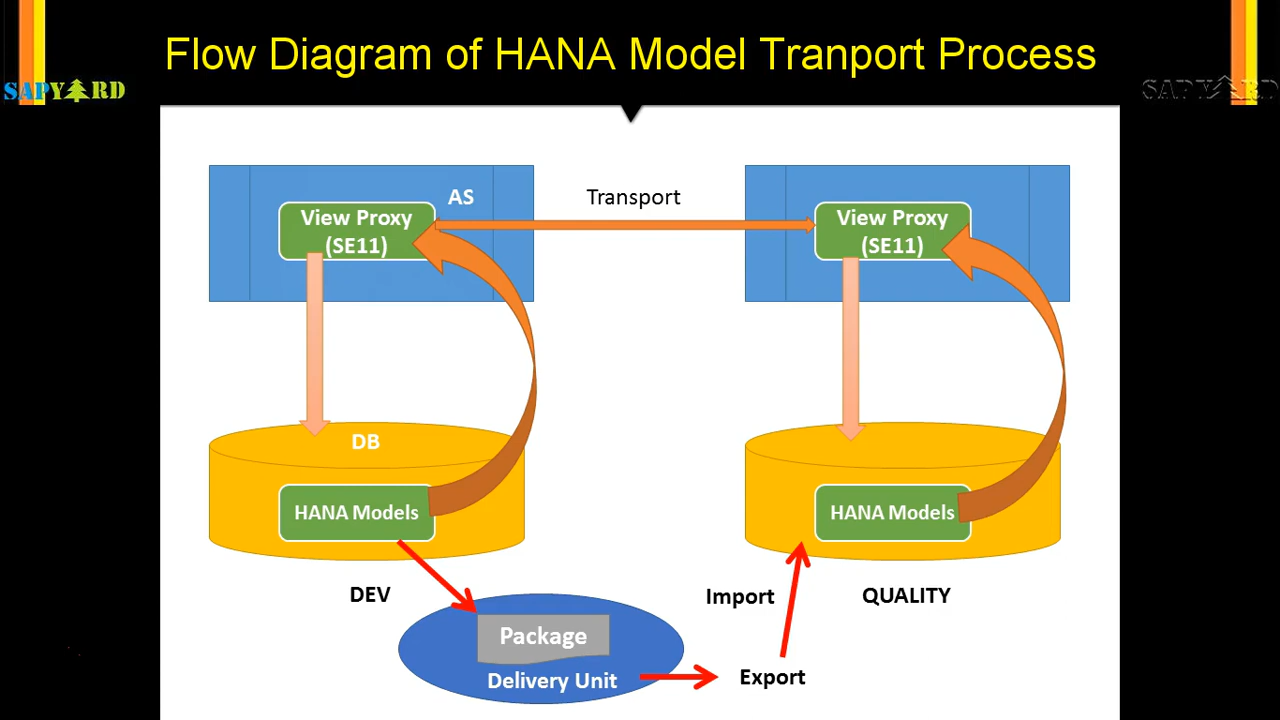 Flow Diagram of HANA Model Tranport Process
SAPYARD
SAPYARD
AS
Transport
View Proxy
(SE11)
View Proxy
(SE11)
DB
HANA Models
HANA Models
DEV
Import
QUALITY
Package
Delivery Unit
Export